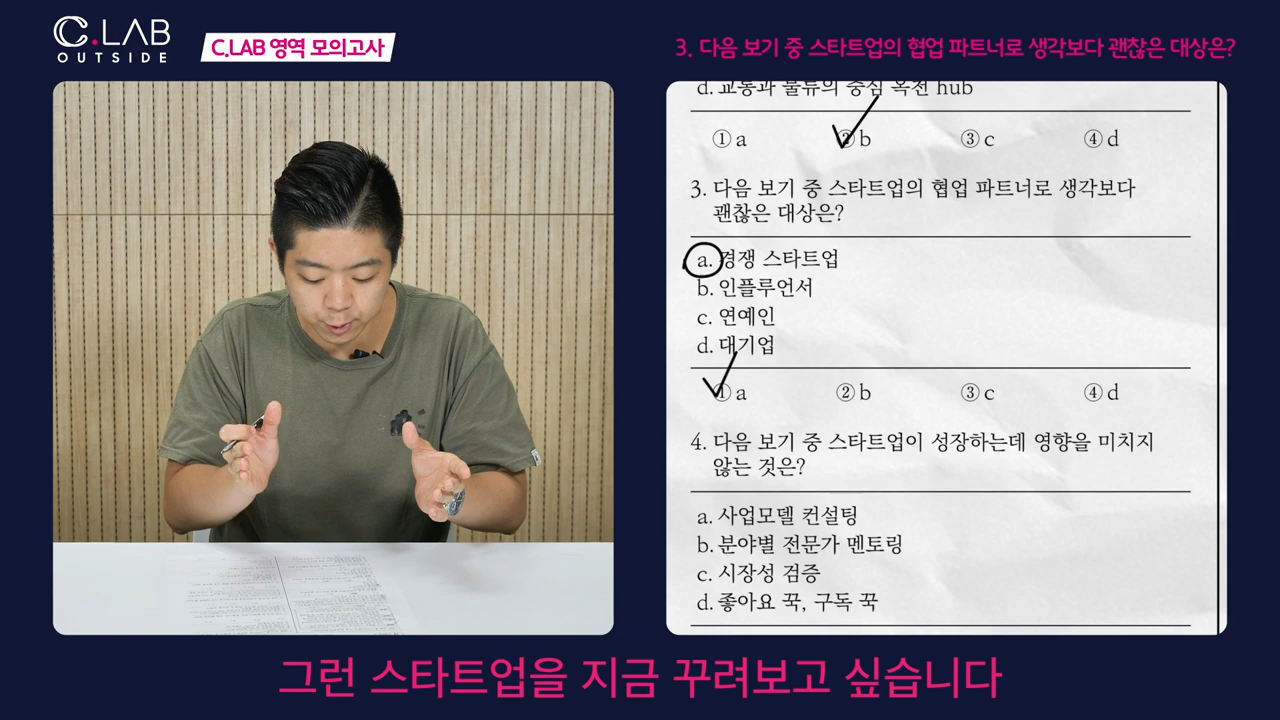 C.LAB
OUTSIDE
C.LAB 영역 모의고사
3. 다음 보기 중 스타트업의 협업 파트너로 생각보다 괜찮은 대상은?
d. 교통과 물류의 중심 옥천 hub
① a ② b ③ c ④ d
3. 다음 보기 중 스타트업의 협업 파트너로 생각보다
괜찮은 대상은?
a. 경쟁 스타트업
b. 인플루언서
c. 연예인
d. 대기업
① a ② b ③ c ④ d
4. 다음 보기 중 스타트업이 성장하는데 영향을 미치지
않는 것은?
a. 사업모델 컨설팅
b. 분야별 전문가 멘토링
c. 시장성 검증
d. 좋아요 꾹, 구독 꾹
그런 스타트업을 지금 꾸려보고 싶습니다